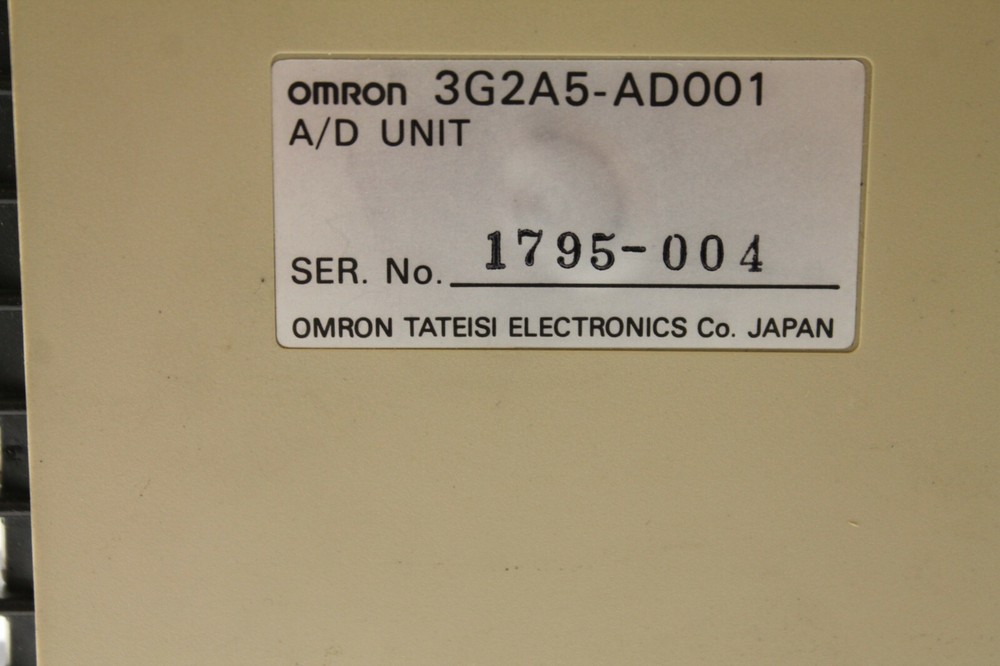 omron 3G2A5-AD001
A/D UNIT
SER. No. 1795-004
OMRON TATEISI ELECTRONICS Co. JAPAN